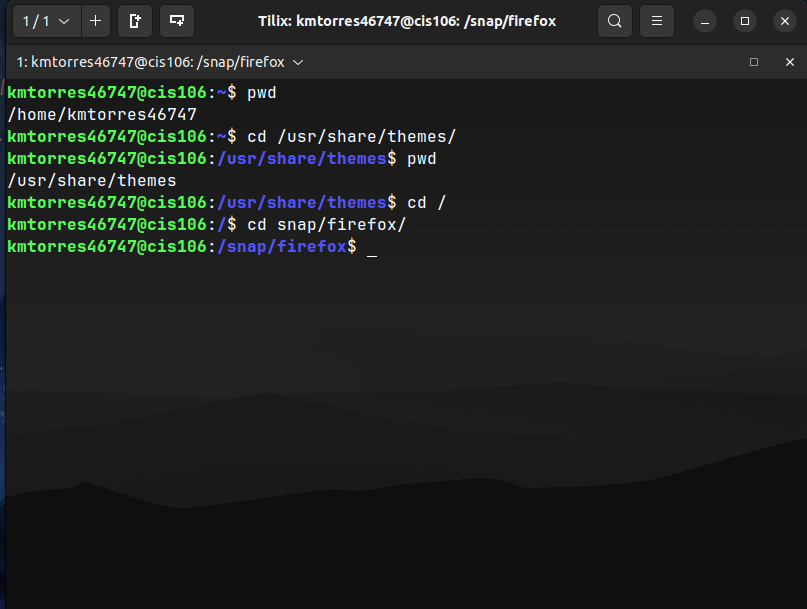 1 / 1
Tilix: kmtorres46747@cis106: /snap/firefox
1: kmtorres46747@cis106: /snap/firefox
kmtorres46747@cis106:~$ pwd
/home/kmtorres46747
kmtorres46747@cis106:~$ cd /usr/share/themes/
kmtorres46747@cis106:/usr/share/themes$ pwd
/usr/share/themes
kmtorres46747@cis106:/usr/share/themes$ cd /
kmtorres46747@cis106:/$ cd snap/firefox/
kmtorres46747@cis106:/snap/firefox$ _